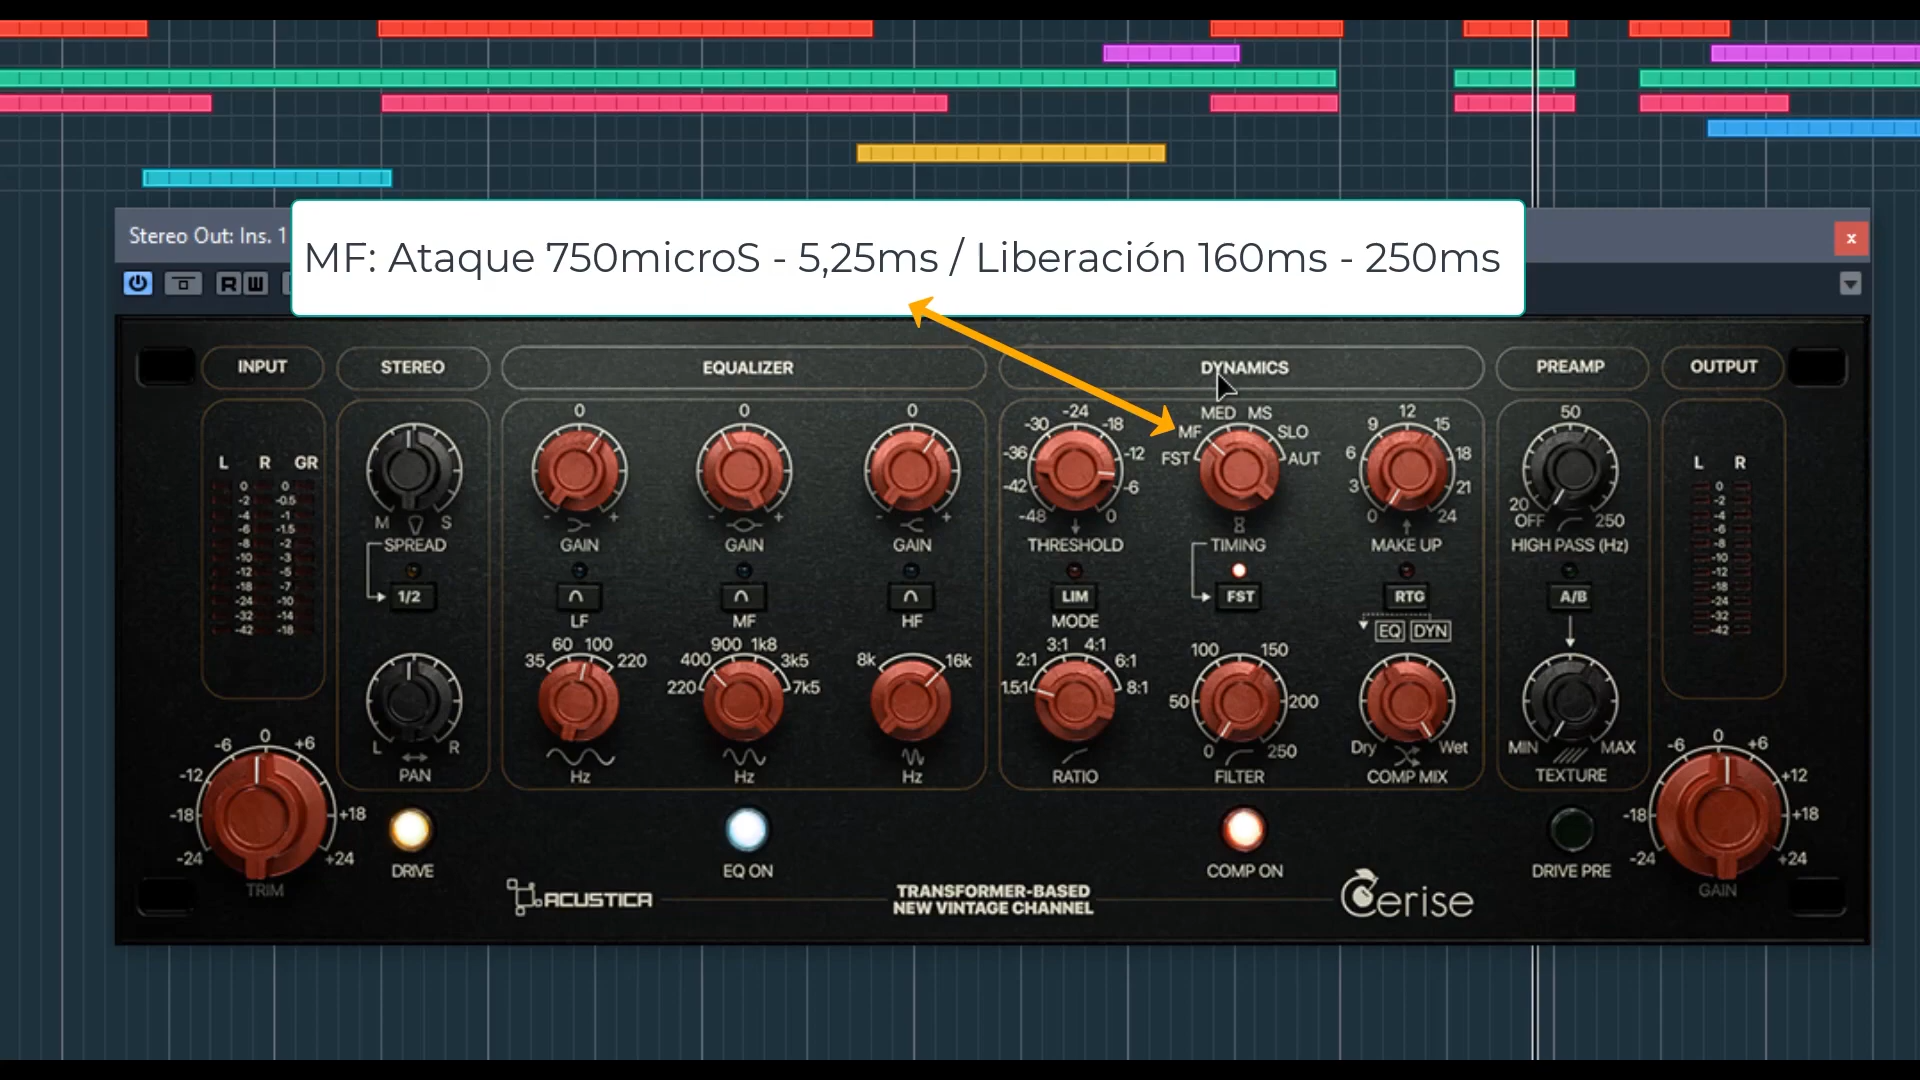 Stereo Out: Ins. 1
MF: Ataque 750microS - 5,25ms / Liberación 160ms - 250ms
x
R W
INPUT
STEREO
EQUALIZER
DYNAMICS
PREAMP
OUTPUT
L R GR
0 0
-2 -0.5
-4 -1
-6 -1.5
-8 -2
-10 -3
-12 -5
-18 -7
-24 -10
-32 -14
-42 -18
-6 0 +6
-12
-18 +18
-24 +24
TRIM
M S
SPREAD
1/2
L R
PAN
DRIVE
0
- +
GAIN
LF
60 100
35 220
Hz
0
- +
GAIN
MF
900 1k8
400 3k5
220 7k5
Hz
EQ ON
0
- +
GAIN
HF
8k 16k
Hz
-24
-30 -18
-36 -12
-42 -6
-48 0
THRESHOLD
LIM
MODE
3:1 4:1
2:1 6:1
1.5:1 8:1
RATIO
MED MS
MF SLO
FST AUT
TIMING
FST
100 150
50 200
0 250
FILTER
COMP ON
12
9 15
6 18
3 21
0 24
MAKE UP
RTG
EQ DYN
Dry Wet
COMP MIX
50
20
OFF 250
HIGH PASS (Hz)
A/B
MIN MAX
TEXTURE
DRIVE PRE
L R
0
-2
-4
-6
-8
-10
-12
-18
-24
-32
-42
-6 0 +6
+12
-18 +18
-24 +24
GAIN
ACUSTICA
TRANSFORMER-BASED
NEW VINTAGE CHANNEL
Cerise